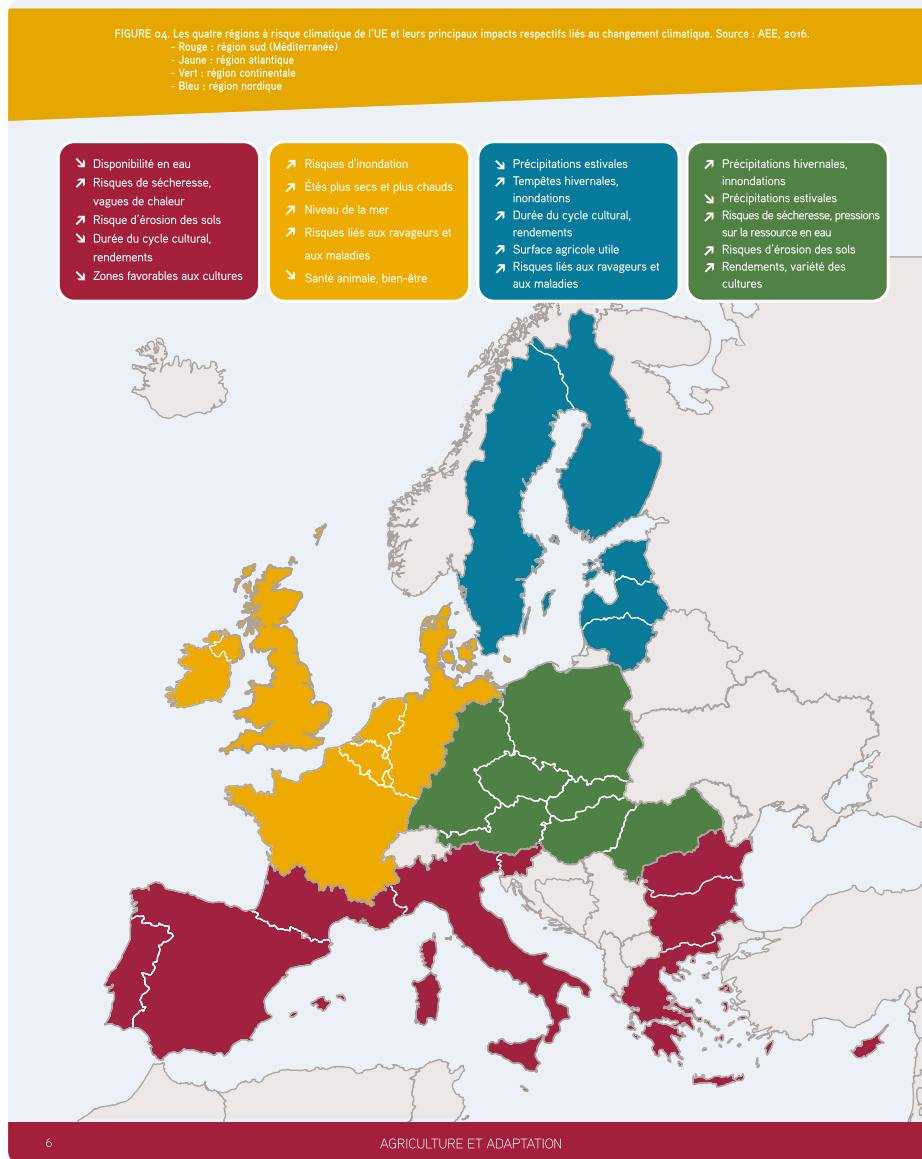 FIGURE 04. Les quatre régions à risque climatique de l'UE et leurs principaux impacts respectifs liés au changement climatique. Source : AEE, 2016.
- Rouge : région sud (Méditerranée)
- Jaune : région atlantique
- Vert : région continentale
- Bleu : région nordique
↘ Disponibilité en eau
↗ Risques de sécheresse,
vagues de chaleur
↗ Risque d'érosion des sols
↘ Durée du cycle cultural,
rendements
↘ Zones favorables aux cultures
↗ Risques d'inondation
↗ Étés plus secs et plus chauds
↗ Niveau de la mer
↗ Risques liés aux ravageurs et
aux maladies
↘ Santé animale, bien-être
↘ Précipitations estivales
↗ Tempêtes hivernales,
inondations
↗ Durée du cycle cultural,
rendements
↗ Surface agricole utile
↗ Risques liés aux ravageurs et
aux maladies
↗ Précipitations hivernales,
innondations
↘ Précipitations estivales
↗ Risques de sécheresse, pressions
sur la ressource en eau
↗ Risques d'érosion des sols
↗ Rendements, variété des
cultures
6
AGRICULTURE ET ADAPTATION